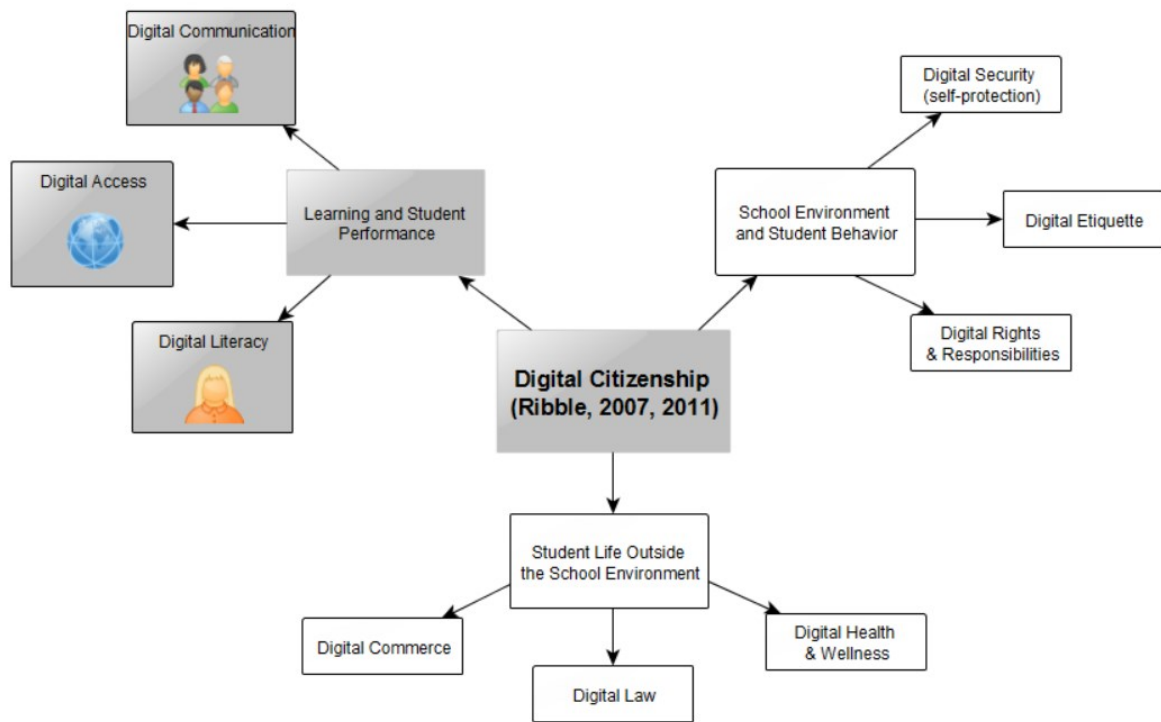 Digital Communication
Digital Access
Learning and Student
Performance
Digital Literacy
Digital Security
(self-protection)
School Environment
and Student Behavior
Digital Etiquette
Digital Rights
& Responsibilities
Digital Citizenship
(Ribble, 2007, 2011)
Student Life Outside
the School Environment
Digital Commerce
Digital Law
Digital Health
& Wellness